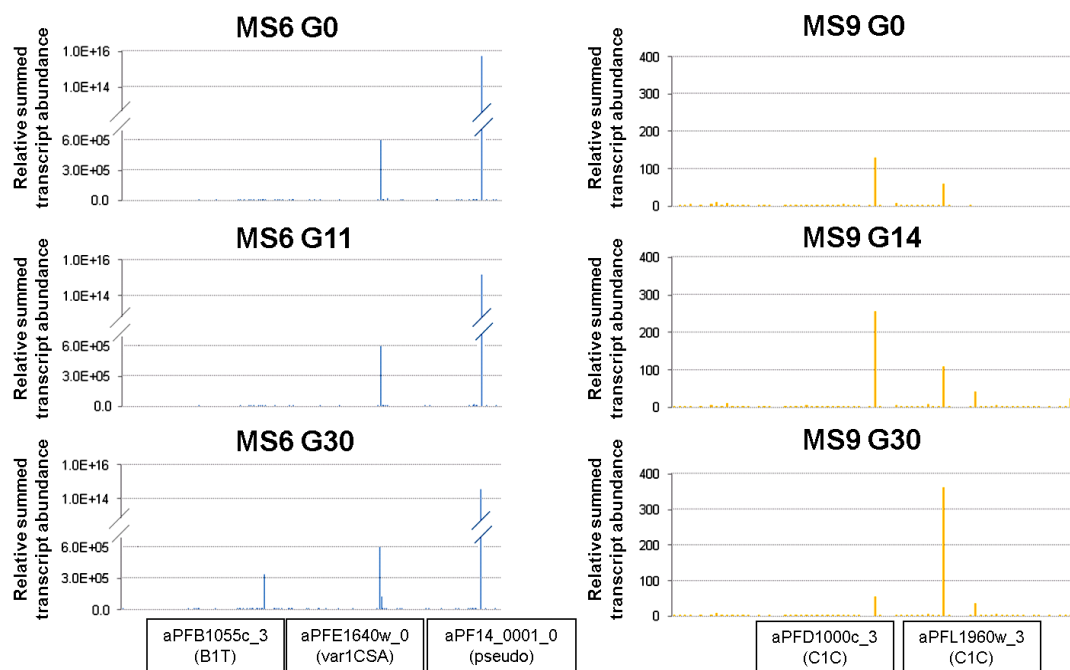 MS6 G0
Relative summed
transcript abundance
1.0E+16
1.0E+14
6.0E+05
3.0E+05
0.0
MS9 G0
Relative summed
transcript abundance
400
300
200
100
0
MS6 G11
Relative summed
transcript abundance
1.0E+16
1.0E+14
6.0E+05
3.0E+05
0.0
MS9 G14
Relative summed
transcript abundance
400
300
200
100
0
MS6 G30
Relative summed
transcript abundance
1.0E+16
1.0E+14
6.0E+05
3.0E+05
0.0
MS9 G30
Relative summed
transcript abundance
400
300
200
100
0
aPFB1055c_3
(B1T)
aPFE1640w_0
(var1CSA)
aPF14_0001_0
(pseudo)
aPFD1000c_3
(C1C)
aPFL1960w_3
(C1C)